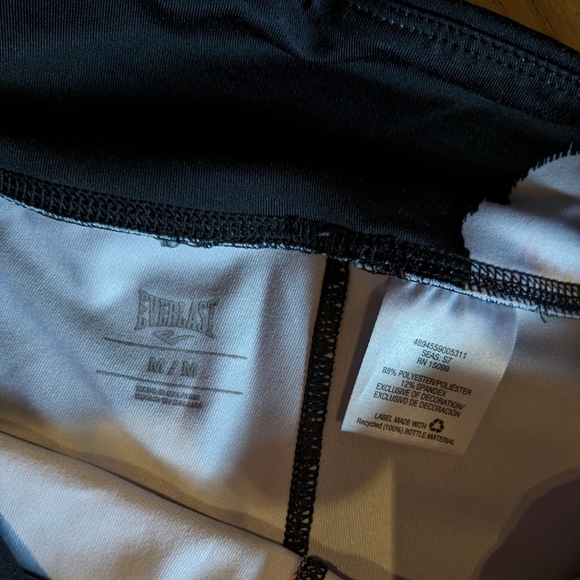 EVERLAST
M / M
4894559005311
SEAS: S7
RN 15099
88% POLYESTER/POLIÉSTER
12% SPANDEX
EXCLUSIVE OF DECORATION/
EXCLUSIVO DE DECORACIÓN
LABEL MADE WITH
Recycled (100%) BOTTLE MATERIAL